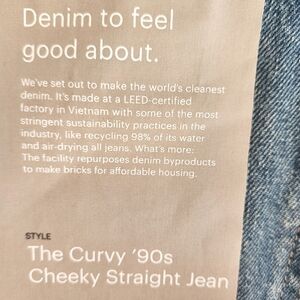 Denim to feel
good about.
We've set out to make the world's cleanest
denim. It's made at a LEED-certified
factory in Vietnam with some of the most
stringent sustainability practices in the
industry, like recycling 98% of its water
and air-drying all jeans. What's more:
The facility repurposes denim byproducts
to make bricks for affordable housing.
STYLE
The Curvy '90s
Cheeky Straight Jean